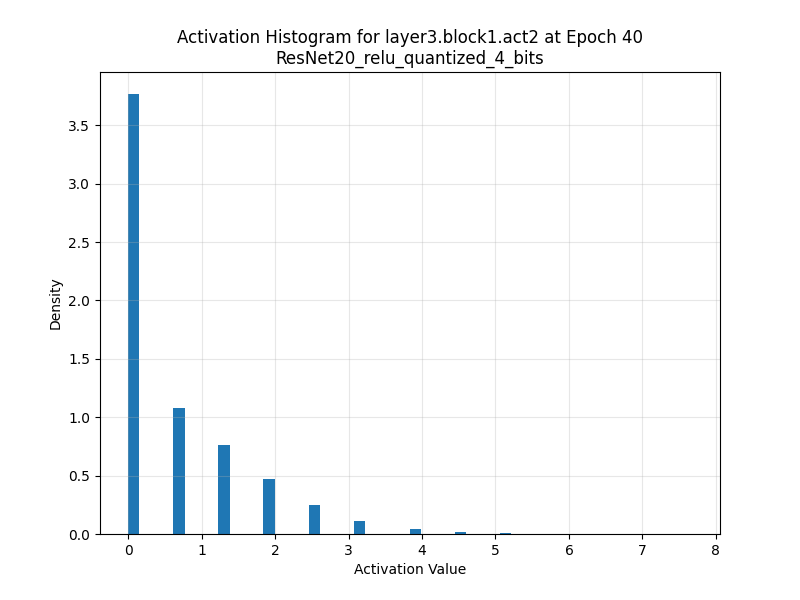 Activation Histogram for layer3.block1.act2 at Epoch 40
ResNet20_relu_quantized_4_bits
Density
3.5
3.0
2.5
2.0
1.5
1.0
0.5
0.0
0 1 2 3 4 5 6 7 8
Activation Value